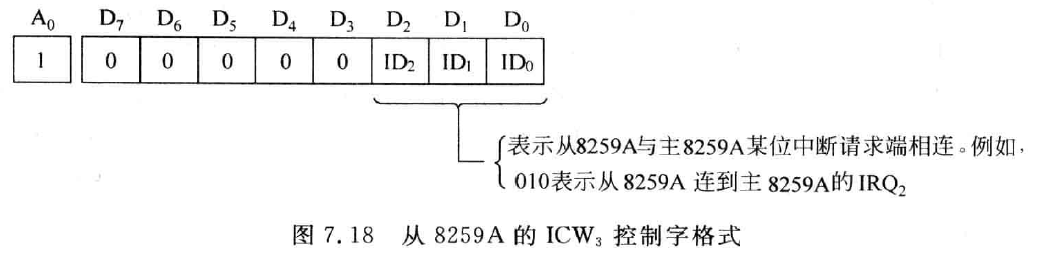 A₀ D₇ D₆ D₅ D₄ D₃ D₂ D₁ D₀
1 0 0 0 0 0 ID₂ ID₁ ID₀
表示从8259A与主8259A某位中断请求端相连。例如,
010表示从8259A 连到主8259A的IRQ₂
图 7.18 从 8259A 的 ICW₃ 控制字格式